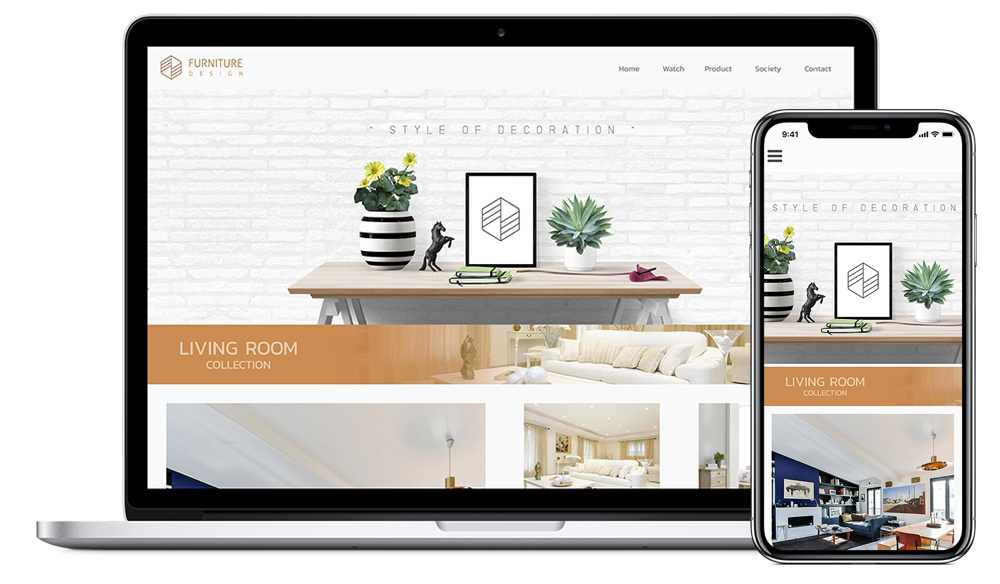 FURNITURE
DESIGN
Home Watch Product Society Contact
- STYLE OF DECORATION -
LIVING ROOM
COLLECTION
9:41
STYLE OF DECORATION
LIVING ROOM
COLLECTION